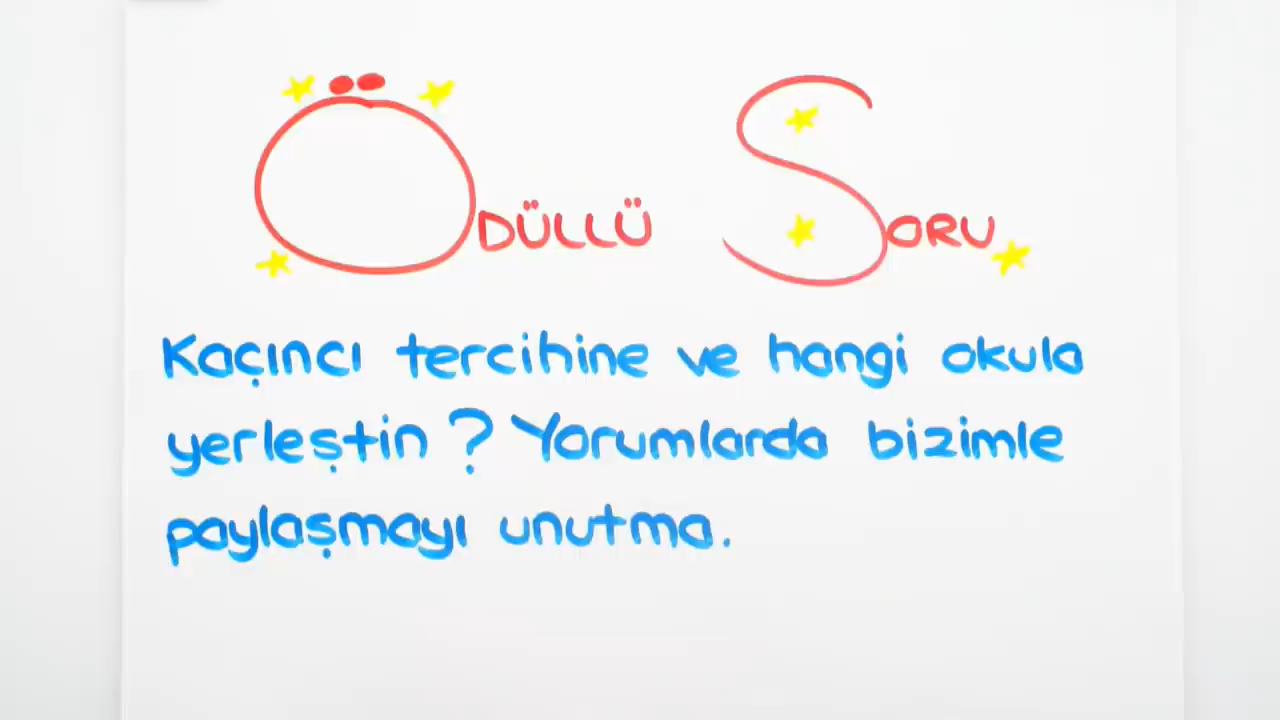 ÖDÜLLÜ SORU
Kaçıncı tercihine ve hangi okula
yerleştin? Yorumlarda bizimle
paylaşmayı unutma.